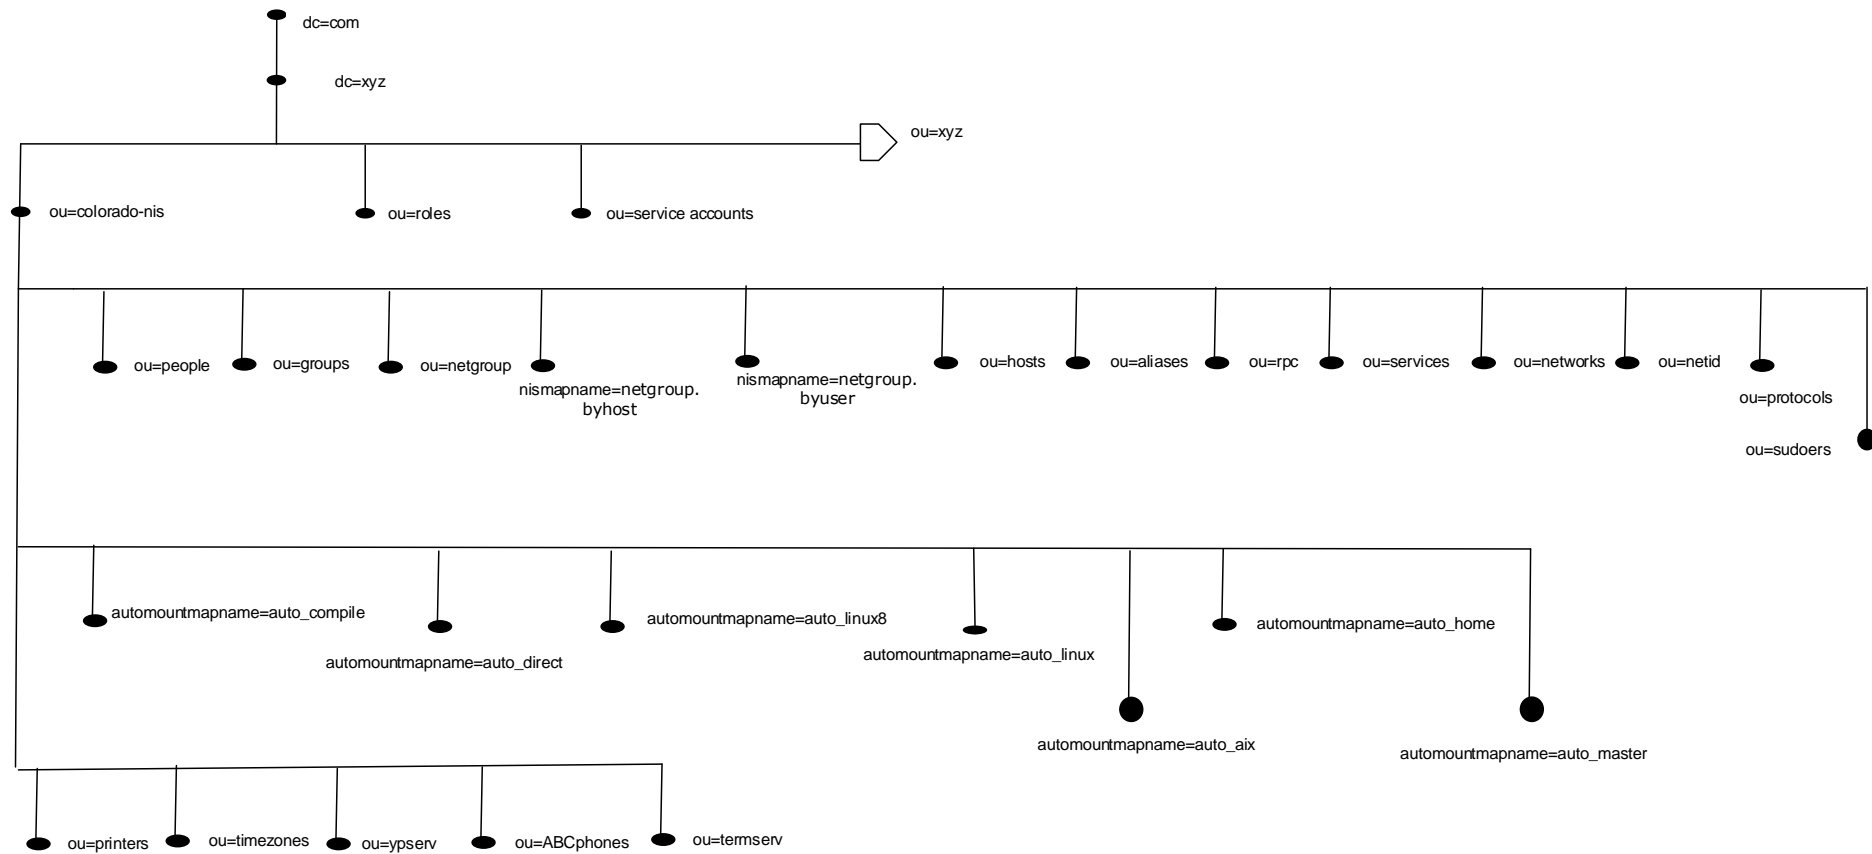 dc=com
dc=xyz
ou=xyz
ou=colorado-nis
ou=roles
ou=service accounts
ou=people
ou=groups
ou=netgroup
nismapname=netgroup.
byhost
nismapname=netgroup.
byuser
ou=hosts
ou=aliases
ou=rpc
ou=services
ou=networks
ou=netid
ou=protocols
ou=sudoers
automountmapname=auto_compile
automountmapname=auto_direct
automountmapname=auto_linux8
automountmapname=auto_linux
automountmapname=auto_aix
automountmapname=auto_home
automountmapname=auto_master
ou=printers
ou=timezones
ou=ypserv
ou=ABCphones
ou=termserv